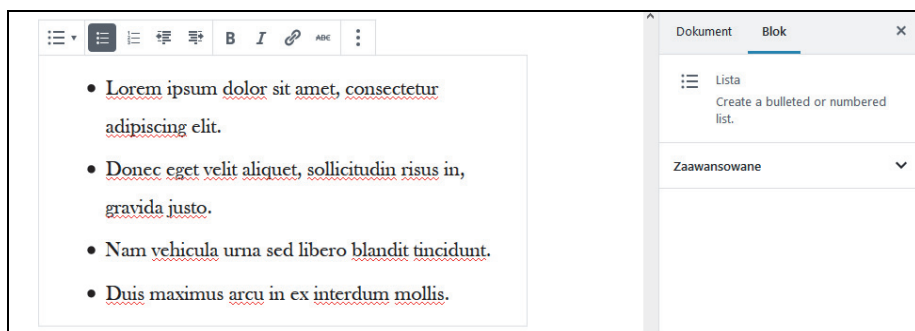 B I ABC
Dokument Blok
Lista
Create a bulleted or numbered
list.
Zaawansowane
Lorem ipsum dolor sit amet, consectetur
adipiscing elit.
Donec eget velit aliquet, sollicitudin risus in,
gravida justo.
Nam vehicula urna sed libero blandit tincidunt.
Duis maximus arcu in ex interdum mollis.